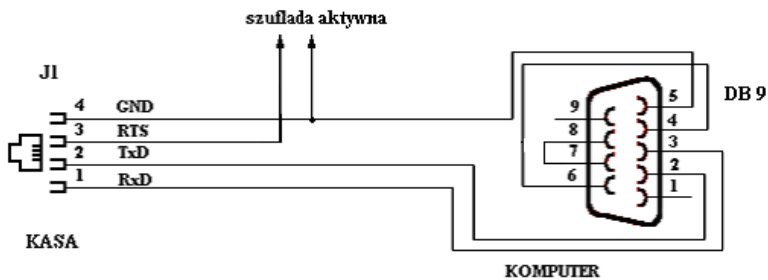 szuflada aktywna
J1
DB 9
4 GND
3 RTS
2 TxD
1 RxD
9
8
7
6
5
4
3
2
1
KASA
KOMPUTER